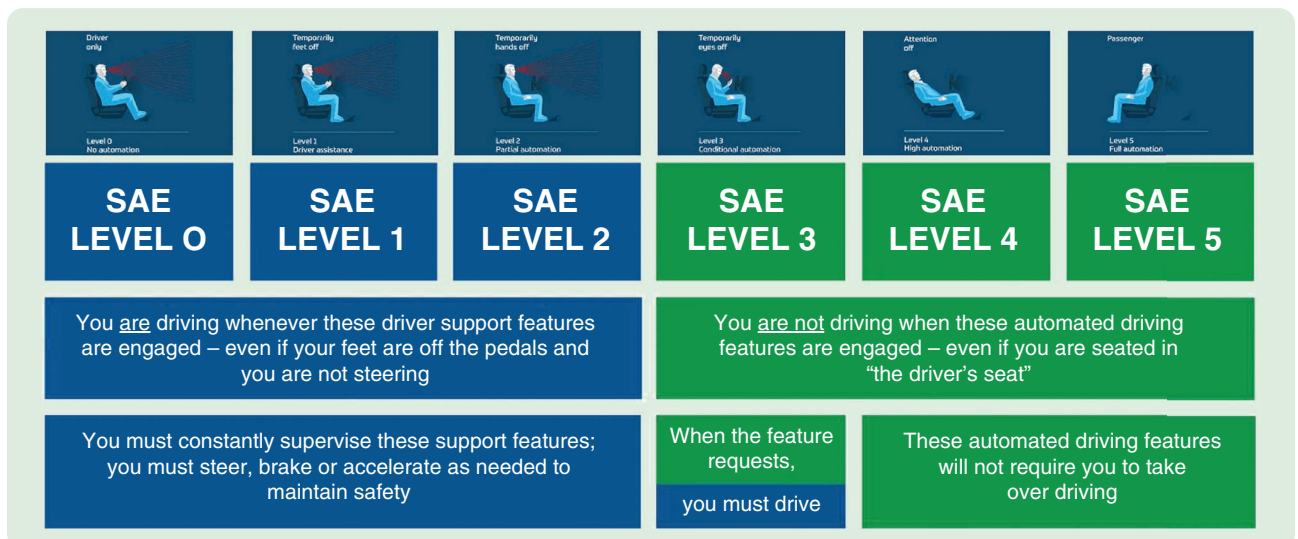 Driver
only
Temporarily
feet off
Temporarily
hands off
Temporarily
eyes off
Attention
off
Passenger
Level 0
No automation
Level 1
Driver assistance
Level 2
Partial automation
Level 3
Conditional automation
Level 4
High automation
Level 5
Full automation
SAE
LEVEL O
SAE
LEVEL 1
SAE
LEVEL 2
SAE
LEVEL 3
SAE
LEVEL 4
SAE
LEVEL 5
You are driving whenever these driver support features
are engaged – even if your feet are off the pedals and
you are not steering
You are not driving when these automated driving
features are engaged – even if you are seated in
“the driver’s seat”
You must constantly supervise these support features;
you must steer, brake or accelerate as needed to
maintain safety
When the feature
requests,
you must drive
These automated driving features
will not require you to take
over driving